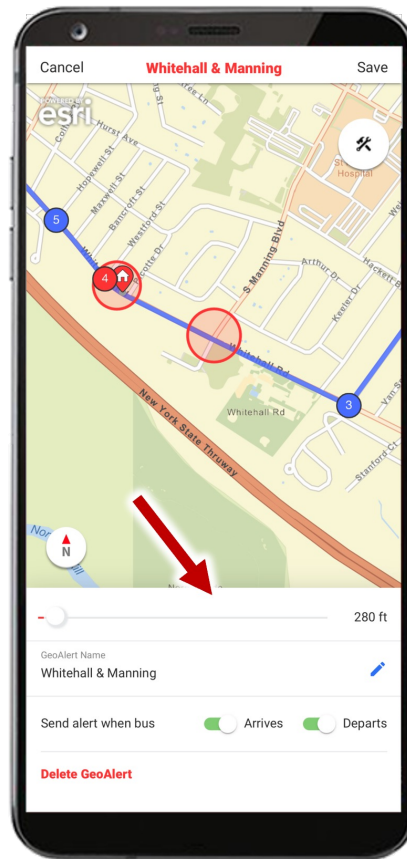 Cancel Whitehall & Manning Save
POWERED BY
esri
Hurst Ave
Hopewell St
Maxwell St
Bancroft St
Westford St
S Manning Blvd
Hospital
Arthur Dr
Hackett B
Keeler Dr
Van S
5
4
3
Whitehall Rd
Whitehall Rd
Stanford Ct
New York State Thruway
N
280 ft
GeoAlert Name
Whitehall & Manning
Send alert when bus Arrives Departs
Delete GeoAlert